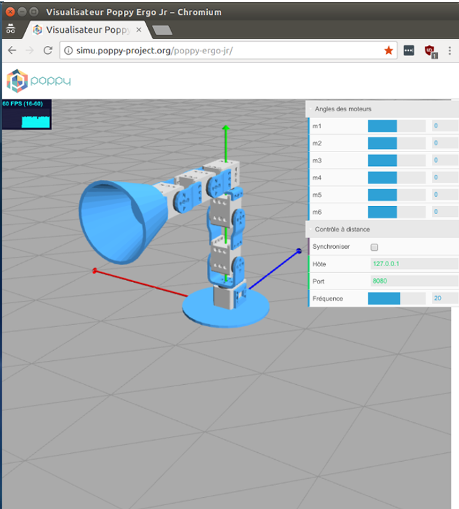 Visualisateur Poppy Ergo Jr – Chromium
Visualisateur Poppy
simu.poppy-project.org/poppy-ergo-jr/
1
poppy
60 FPS (16-60)
Angles des moteurs
m1 0
m2 0
m3 0
m4 0
m5 0
m6 0
Contrôle à distance
Synchroniser
Hôte 127.0.0.1
Port 8080
Fréquence 20